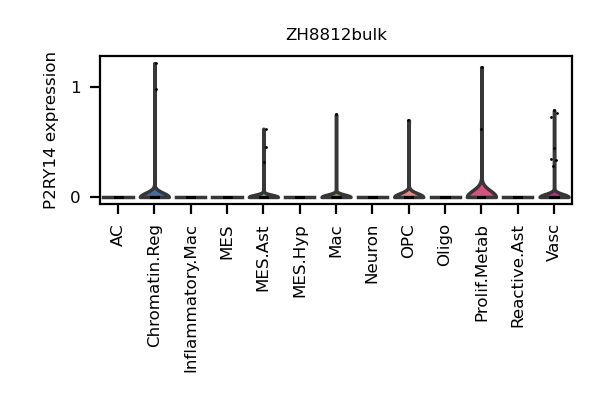 ZH8812bulk
P2RY14 expression
1
0
AC
Chromatin.Reg
Inflammatory.Mac
MES
MES.Ast
MES.Hyp
Mac
Neuron
OPC
Oligo
Prolif.Metab
Reactive.Ast
Vasc